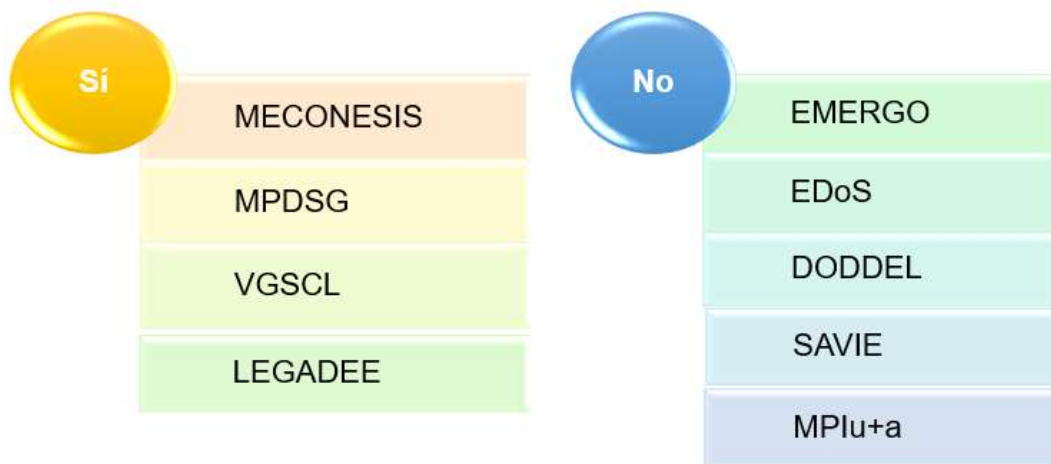 Sí
MECONESIS
MPDSG
VGSCL
LEGADEE
No
EMERGO
EDoS
DODDEL
SAVIE
MPIu+a